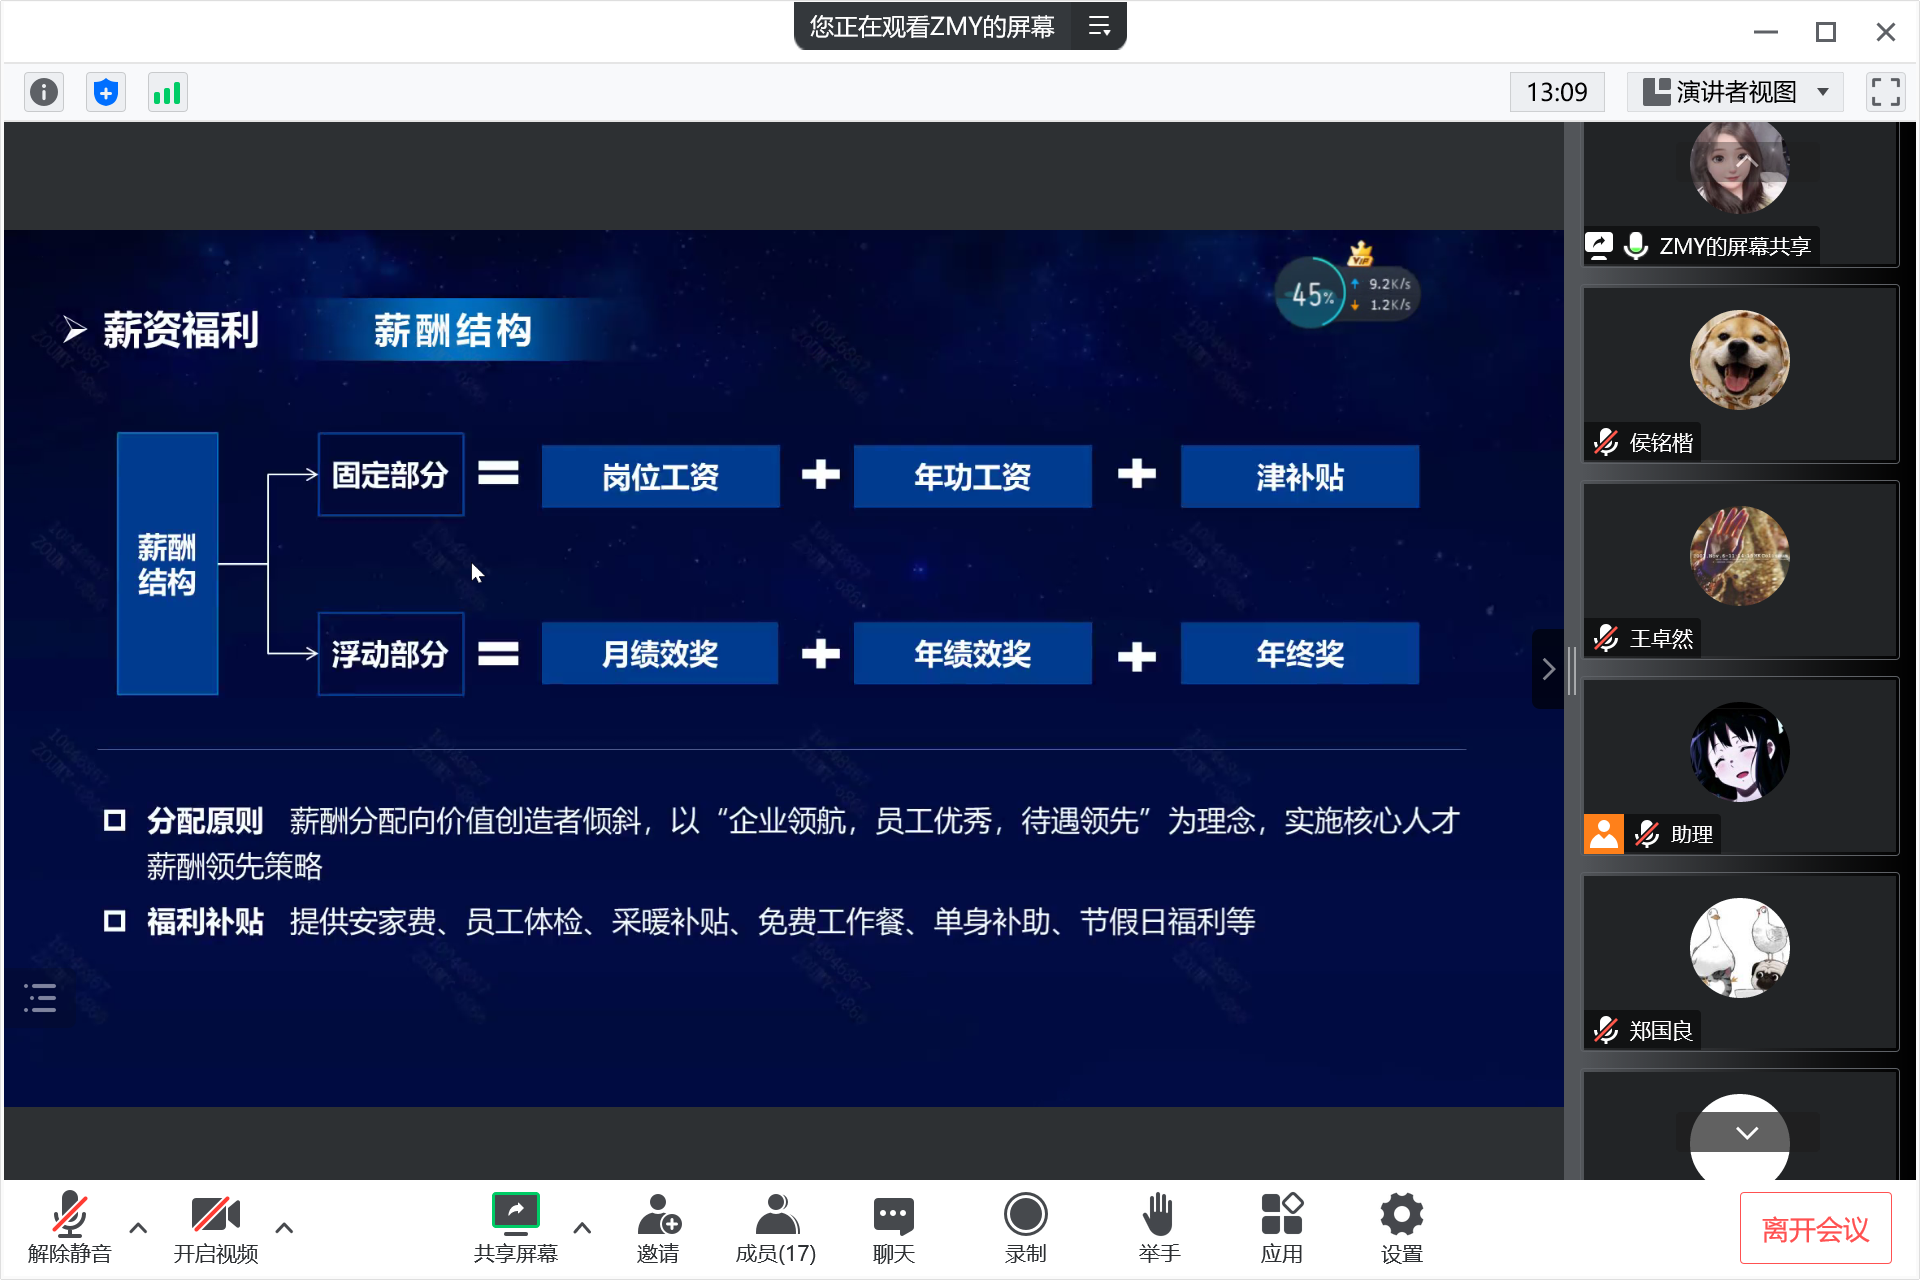 您正在观看ZMY的屏幕
13:09
演讲者视图
ZMY的屏幕共享
薪资福利
薪酬结构
VIP
45%
9.2K/s
1.2K/s
薪酬
结构
固定部分 = 岗位工资 + 年功工资 + 津补贴
浮动部分 = 月绩效奖 + 年绩效奖 + 年终奖
分配原则 薪酬分配向价值创造者倾斜，以“企业领航，员工优秀，待遇领先”为理念，实施核心人才
薪酬领先策略
福利补贴 提供安家费、员工体检、采暖补贴、免费工作餐、单身补助、节假日福利等
侯铭楷
王卓然
助理
郑国良
解除静音
开启视频
共享屏幕
邀请
成员(17)
聊天
录制
举手
应用
设置
离开会议